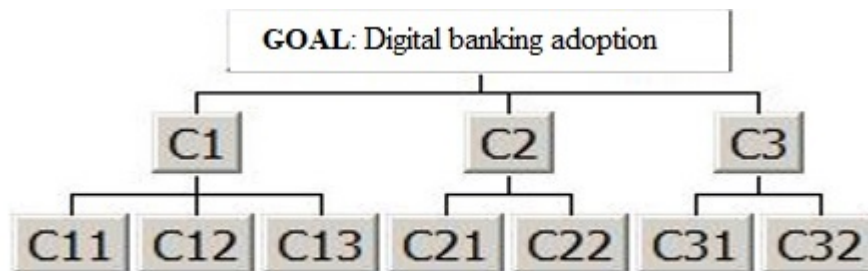 GOAL: Digital banking adoption
C1 C2 C3
C11 C12 C13 C21 C22 C31 C32